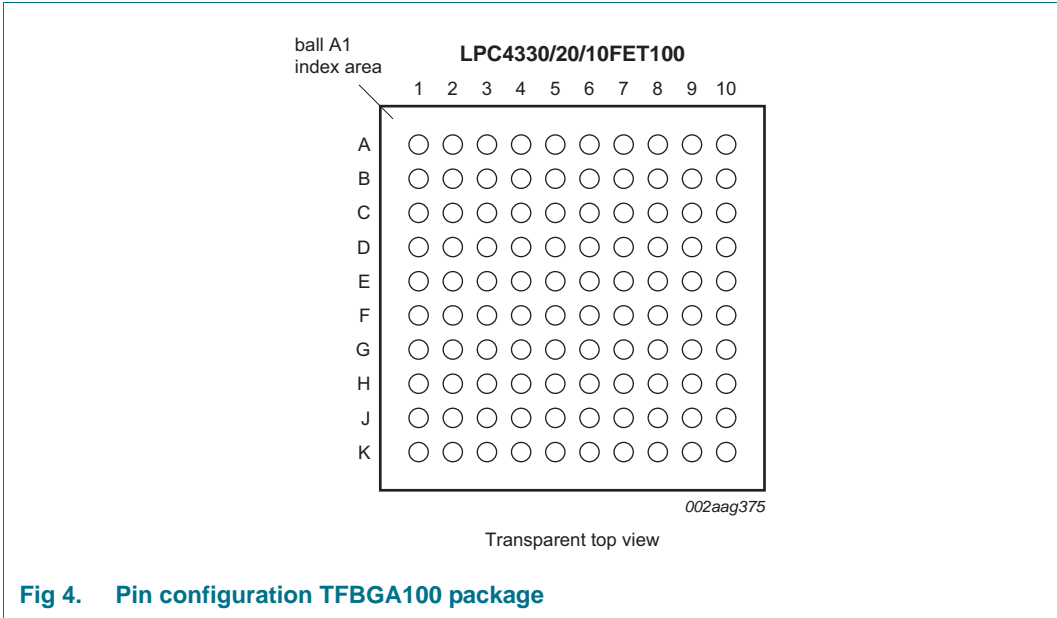 ball A1
index area
LPC4330/20/10FET100
1 2 3 4 5 6 7 8 9 10
A
B
C
D
E
F
G
H
J
K
002aag375
Transparent top view
Fig 4. Pin configuration TFBGA100 package